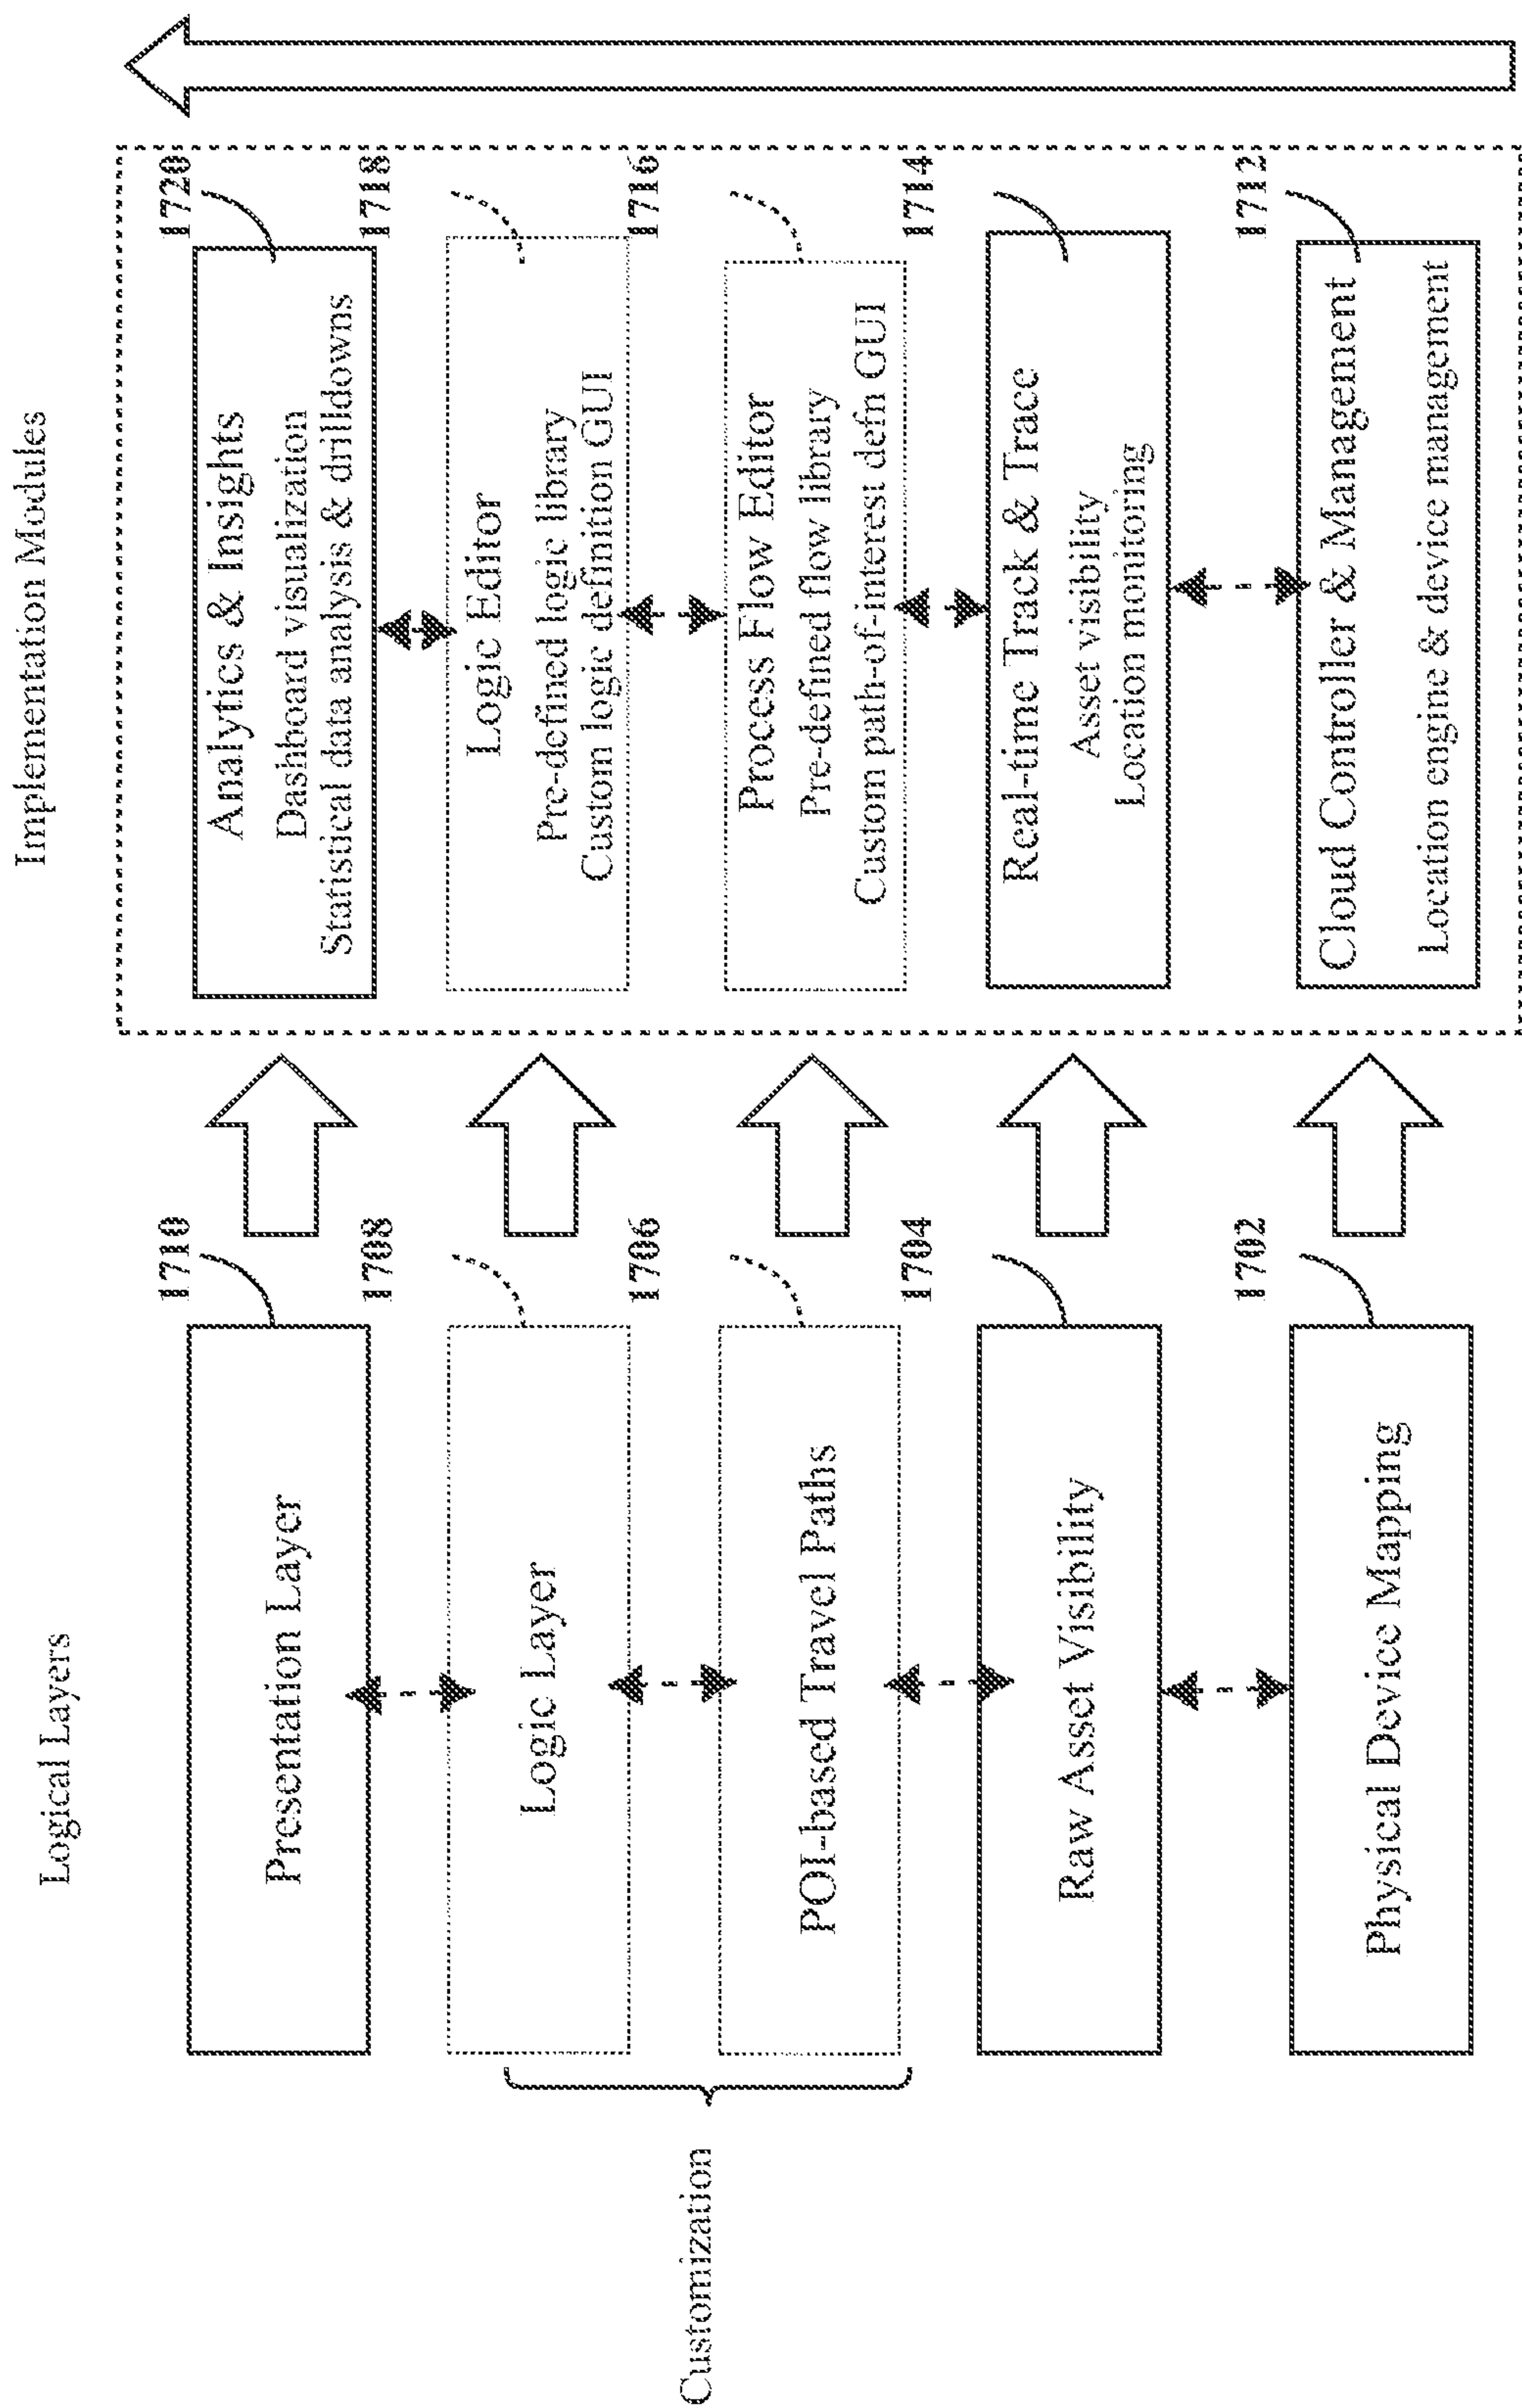 Logical Layers
Implementation Modules
Customization
1710
Presentation Layer
1720
Analytics & Insights
Dashboard visualization
Statistical data analysis & drilldowns
1708
Logic Layer
1718
Logic Editor
Pre-defined logic library
Custom logic definition GUI
1706
POI-based Travel Paths
1716
Process Flow Editor
Pre-defined flow library
Custom path-of-interest defn GUI
1704
Raw Asset Visibility
1714
Real-time Track & Trace
Asset visibility
Location monitoring
1702
Physical Device Mapping
1712
Cloud Controller & Management
Location engine & device management